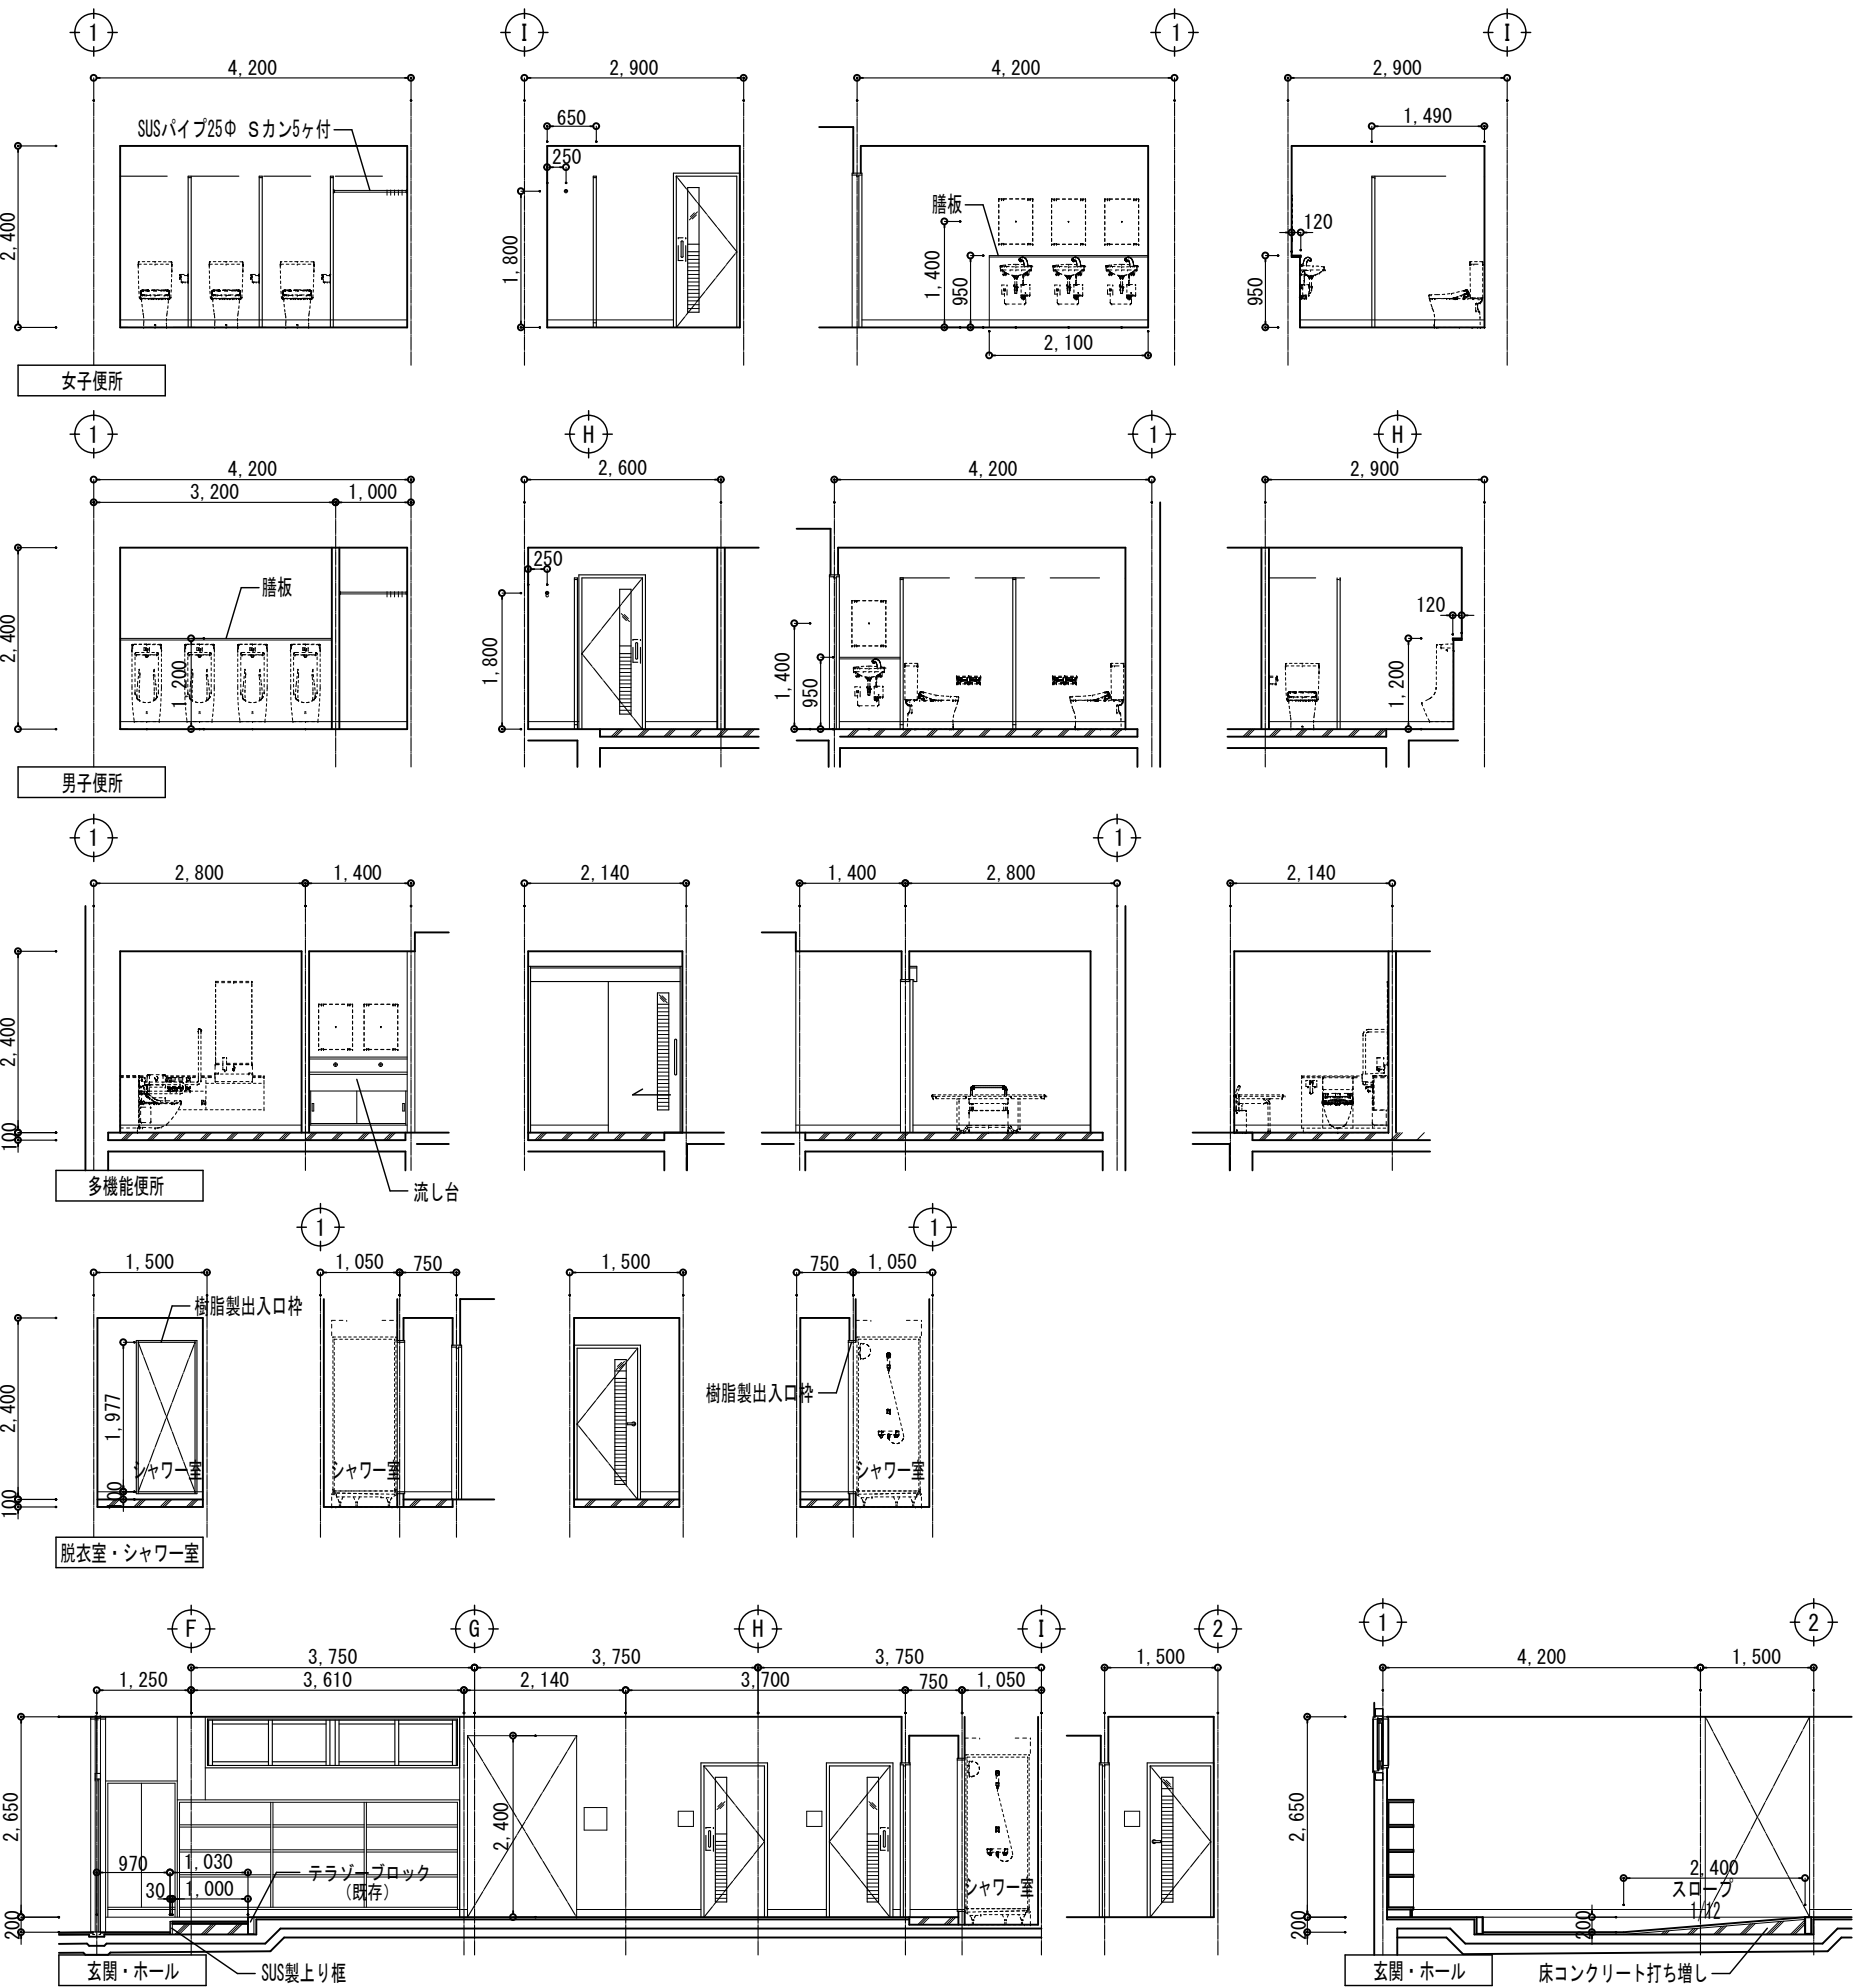 1 I 1 I
4,200 2,900 4,200 2,900
SUSパイプ25Φ Sカン5ヶ付
650
250
1,490
膳板
120
2,400
1,800
1,400
950
950
2,100
女子便所
1 H 1 H
4,200 2,600 4,200 2,900
3,200 1,000
250
膳板
120
2,400
1,200
1,800
1,400
950
1,200
男子便所
1 1
2,800 1,400 2,140 1,400 2,800 2,140
2,400
100
多機能便所
流し台
1 1
1,500 1,050 750 1,500 750 1,050
樹脂製出入口枠
樹脂製出入口枠
2,400
1,977
シャワー室 シャワー室 シャワー室
100
100
脱衣室・シャワー室
F G H I 2 1 2
3,750 3,750 3,750 1,500 4,200 1,500
1,250 3,610 2,140 3,700 750 1,050
2,650
2,400
2,650
970 1,030
テラゾーブロック
(既存)
30 1,000
シャワー室
2,400
スロープ
1/12
200
200
200
玄関・ホール
SUS製上り框
玄関・ホール
床コンクリート打ち増し